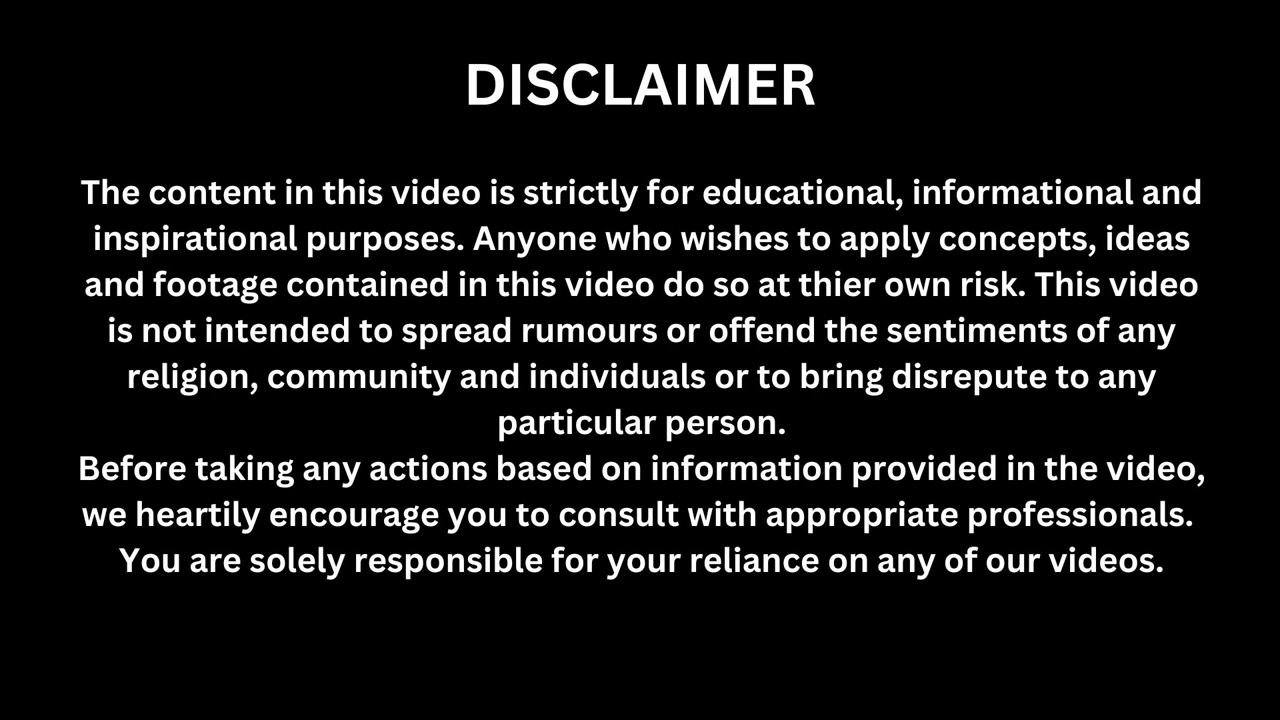 DISCLAIMER
The content in this video is strictly for educational, informational and
inspirational purposes. Anyone who wishes to apply concepts, ideas
and footage contained in this video do so at thier own risk. This video
is not intended to spread rumours or offend the sentiments of any
religion, community and individuals or to bring disrepute to any
particular person.
Before taking any actions based on information provided in the video,
we heartily encourage you to consult with appropriate professionals.
You are solely responsible for your reliance on any of our videos.